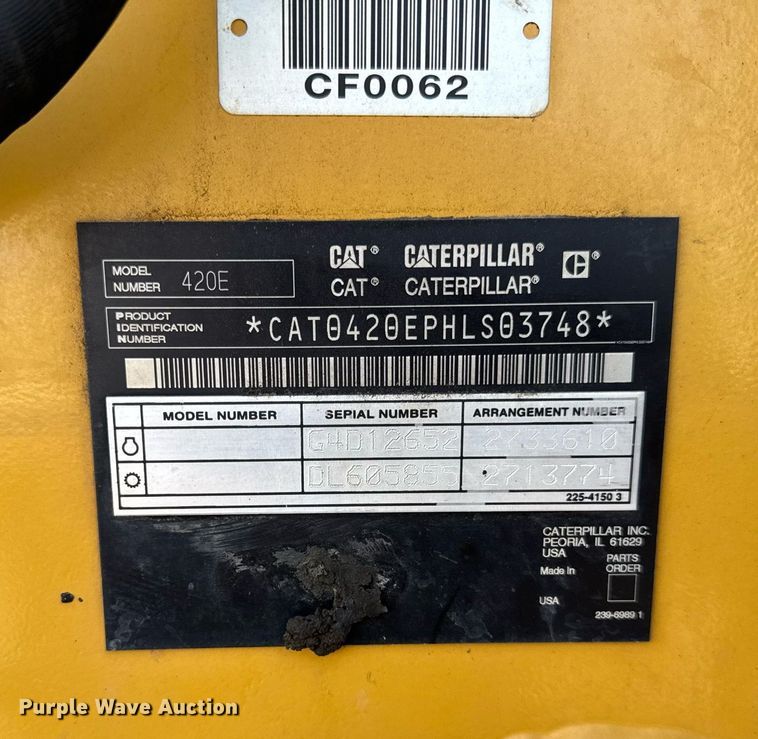 CF0062
CAT® CATERPILLAR® C®
MODEL NUMBER 420E
CAT® CATERPILLAR®
PRODUCT IDENTIFICATION NUMBER *CAT0420EPHLS03748*
MODEL NUMBER SERIAL NUMBER ARRANGEMENT NUMBER
G4D12652 2733610
DL605855 2713774
225-4150 3
CATERPILLAR INC.
PEORIA, IL 61629
USA
PARTS ORDER
Made in
USA
239-6989 1
Purple Wave Auction